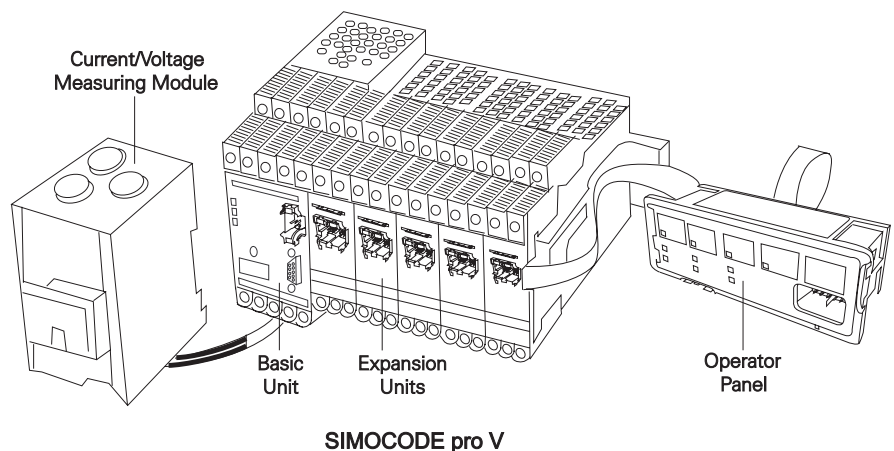 Current/Voltage
Measuring Module
Basic
Unit
Expansion
Units
Operator
Panel
SIMOCODE pro V